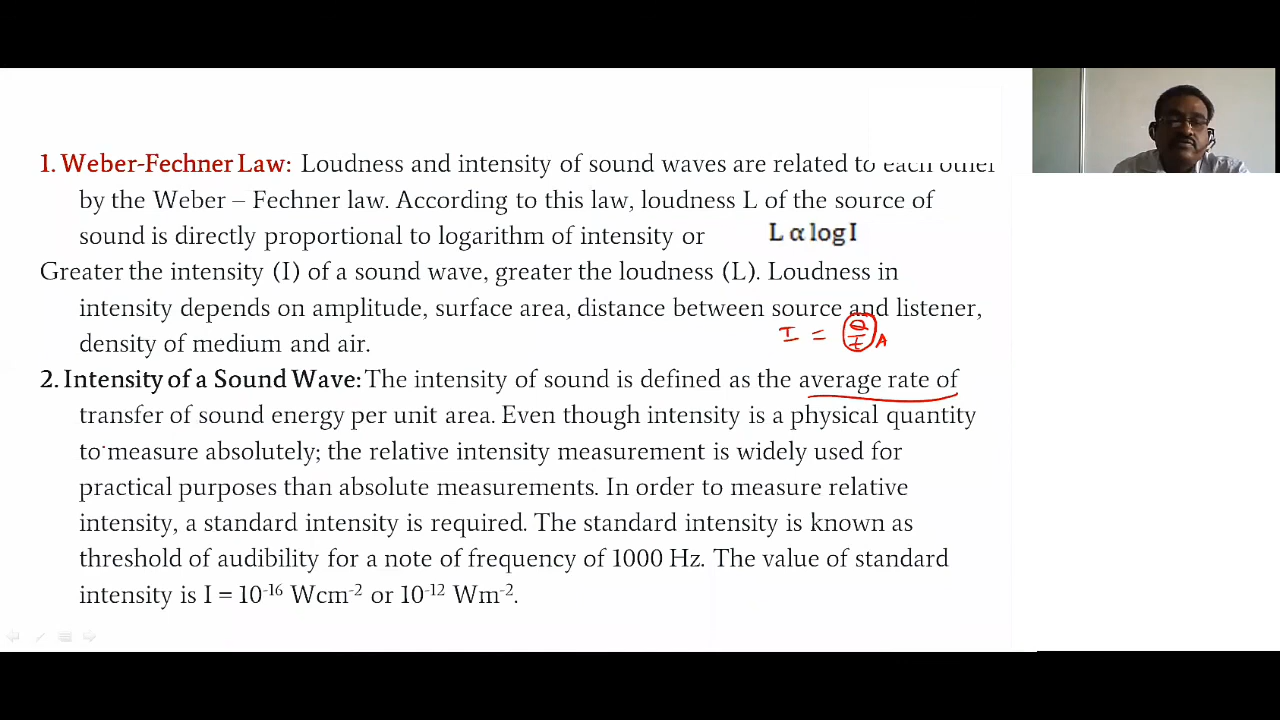 1. Weber-Fechner Law: Loudness and intensity of sound waves are related to each other
by the Weber – Fechner law. According to this law, loudness L of the source of
sound is directly proportional to logarithm of intensity or L α log I
Greater the intensity (I) of a sound wave, greater the loudness (L). Loudness in
intensity depends on amplitude, surface area, distance between source and listener,
density of medium and air.
I = Q/t A
2. Intensity of a Sound Wave: The intensity of sound is defined as the average rate of
transfer of sound energy per unit area. Even though intensity is a physical quantity
to measure absolutely; the relative intensity measurement is widely used for
practical purposes than absolute measurements. In order to measure relative
intensity, a standard intensity is required. The standard intensity is known as
threshold of audibility for a note of frequency of 1000 Hz. The value of standard
intensity is I = 10⁻¹⁶ Wcm⁻² or 10⁻¹² Wm⁻².